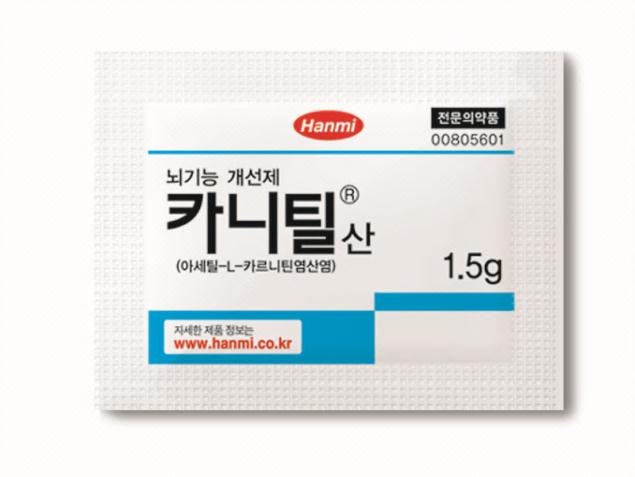 Hanmi
전문의약품
00805601
뇌기능 개선제
카니틸® 산
(아세틸-L-카르니틴염산염)
1.5g
자세한 제품 정보는
www.hanmi.co.kr